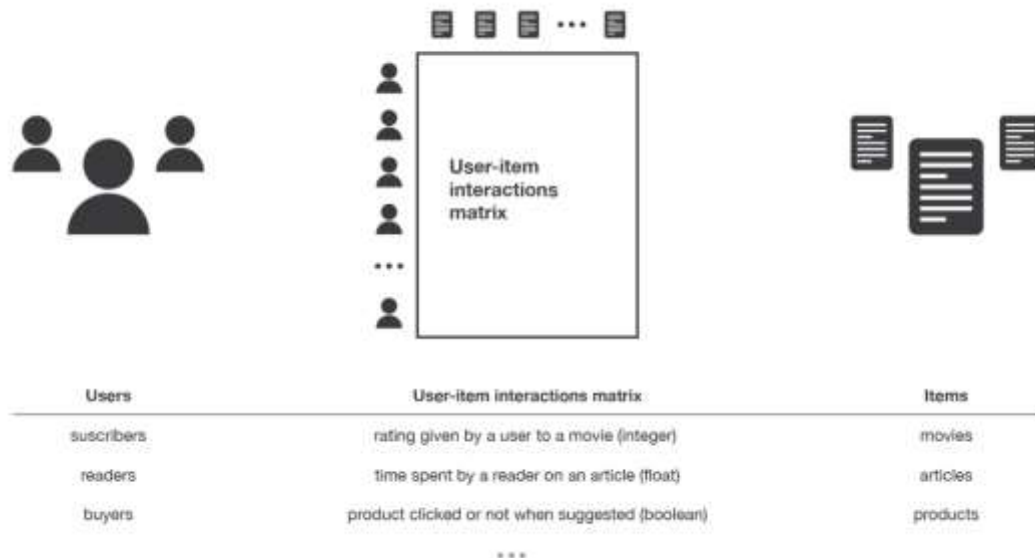 User-item
interactions
matrix
Users User-item interactions matrix Items
suscribers rating given by a user to a movie (integer) movies
readers time spent by a reader on an article (float) articles
buyers product clicked or not when suggested (boolean) products